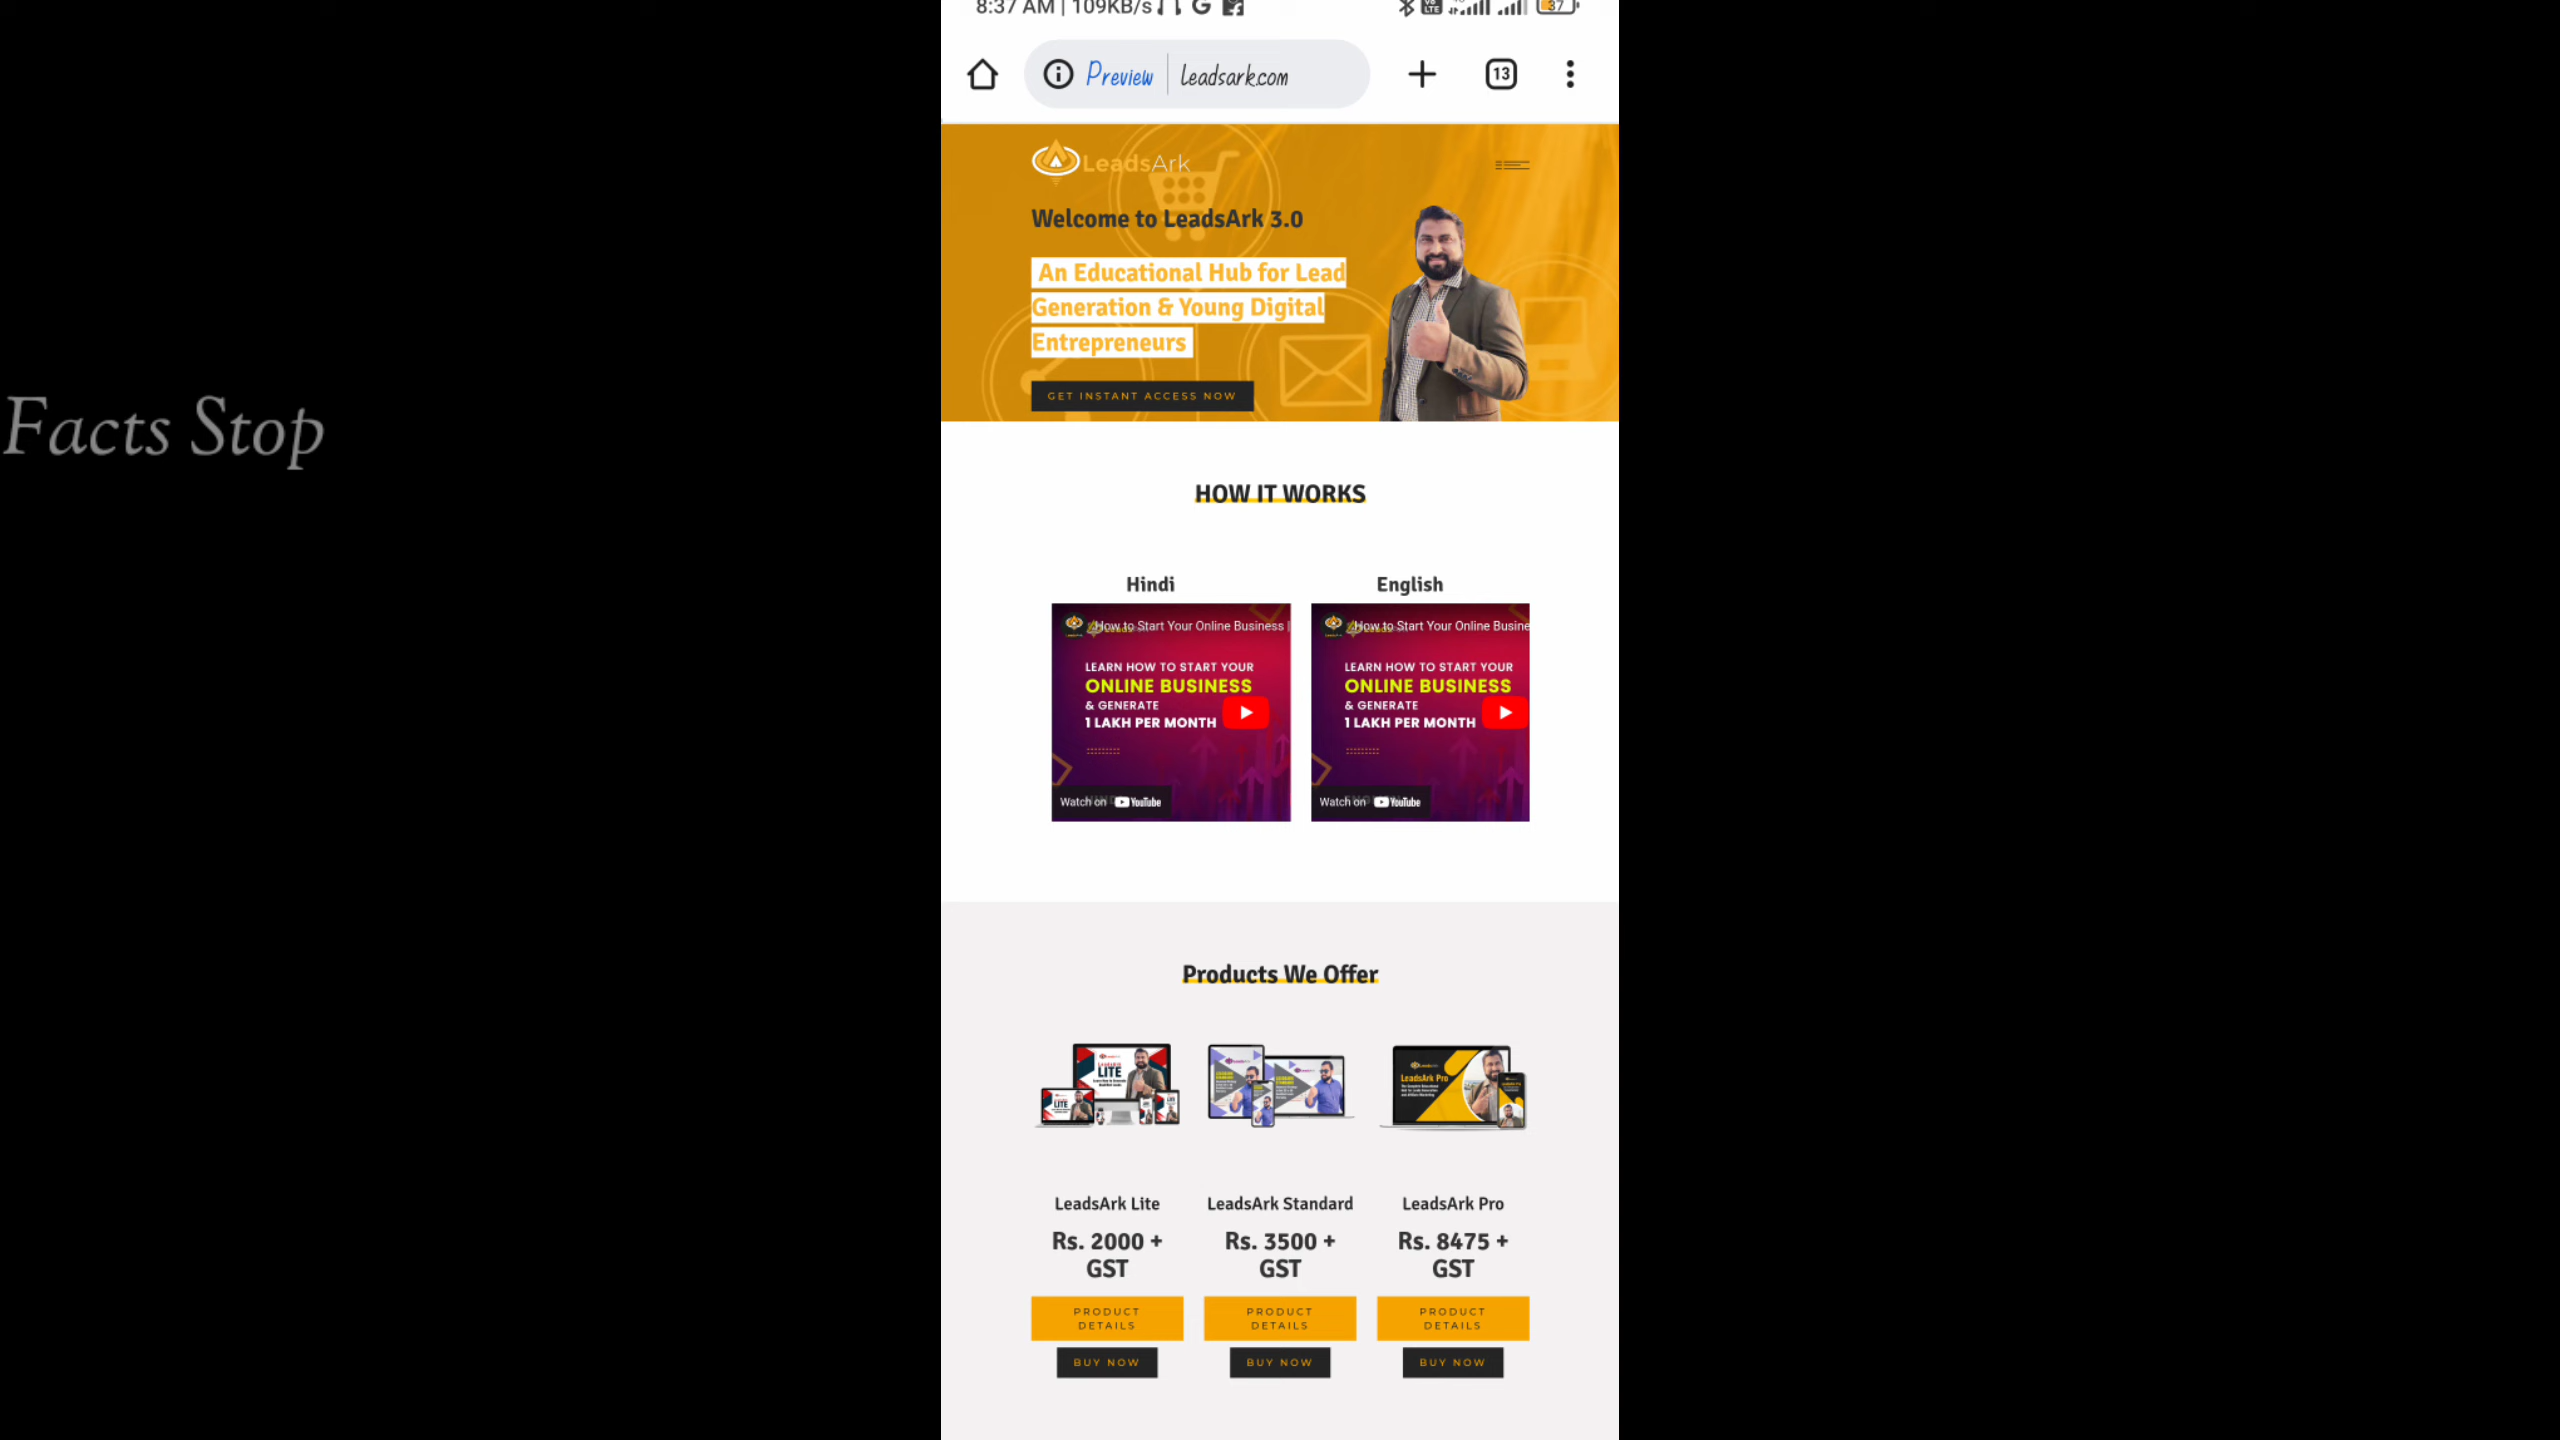 8:37 AM | 109KB/s
37
Preview
leadsark.com
13
LeadsArk
Welcome to LeadsArk 3.0
An Educational Hub for Lead
Generation & Young Digital
Entrepreneurs
GET INSTANT ACCESS NOW
Facts Stop
HOW IT WORKS
Hindi
English
How to Start Your Online Business |
LEARN HOW TO START YOUR
ONLINE BUSINESS
& GENERATE
1 LAKH PER MONTH
Watch on YouTube
How to Start Your Online Busine
LEARN HOW TO START YOUR
ONLINE BUSINESS
& GENERATE
1 LAKH PER MONTH
Watch on YouTube
Products We Offer
LITE
LITE
LeadsArk Pro
LeadsArk Lite
LeadsArk Standard
LeadsArk Pro
Rs. 2000 +
GST
Rs. 3500 +
GST
Rs. 8475 +
GST
PRODUCT
DETAILS
PRODUCT
DETAILS
PRODUCT
DETAILS
BUY NOW
BUY NOW
BUY NOW